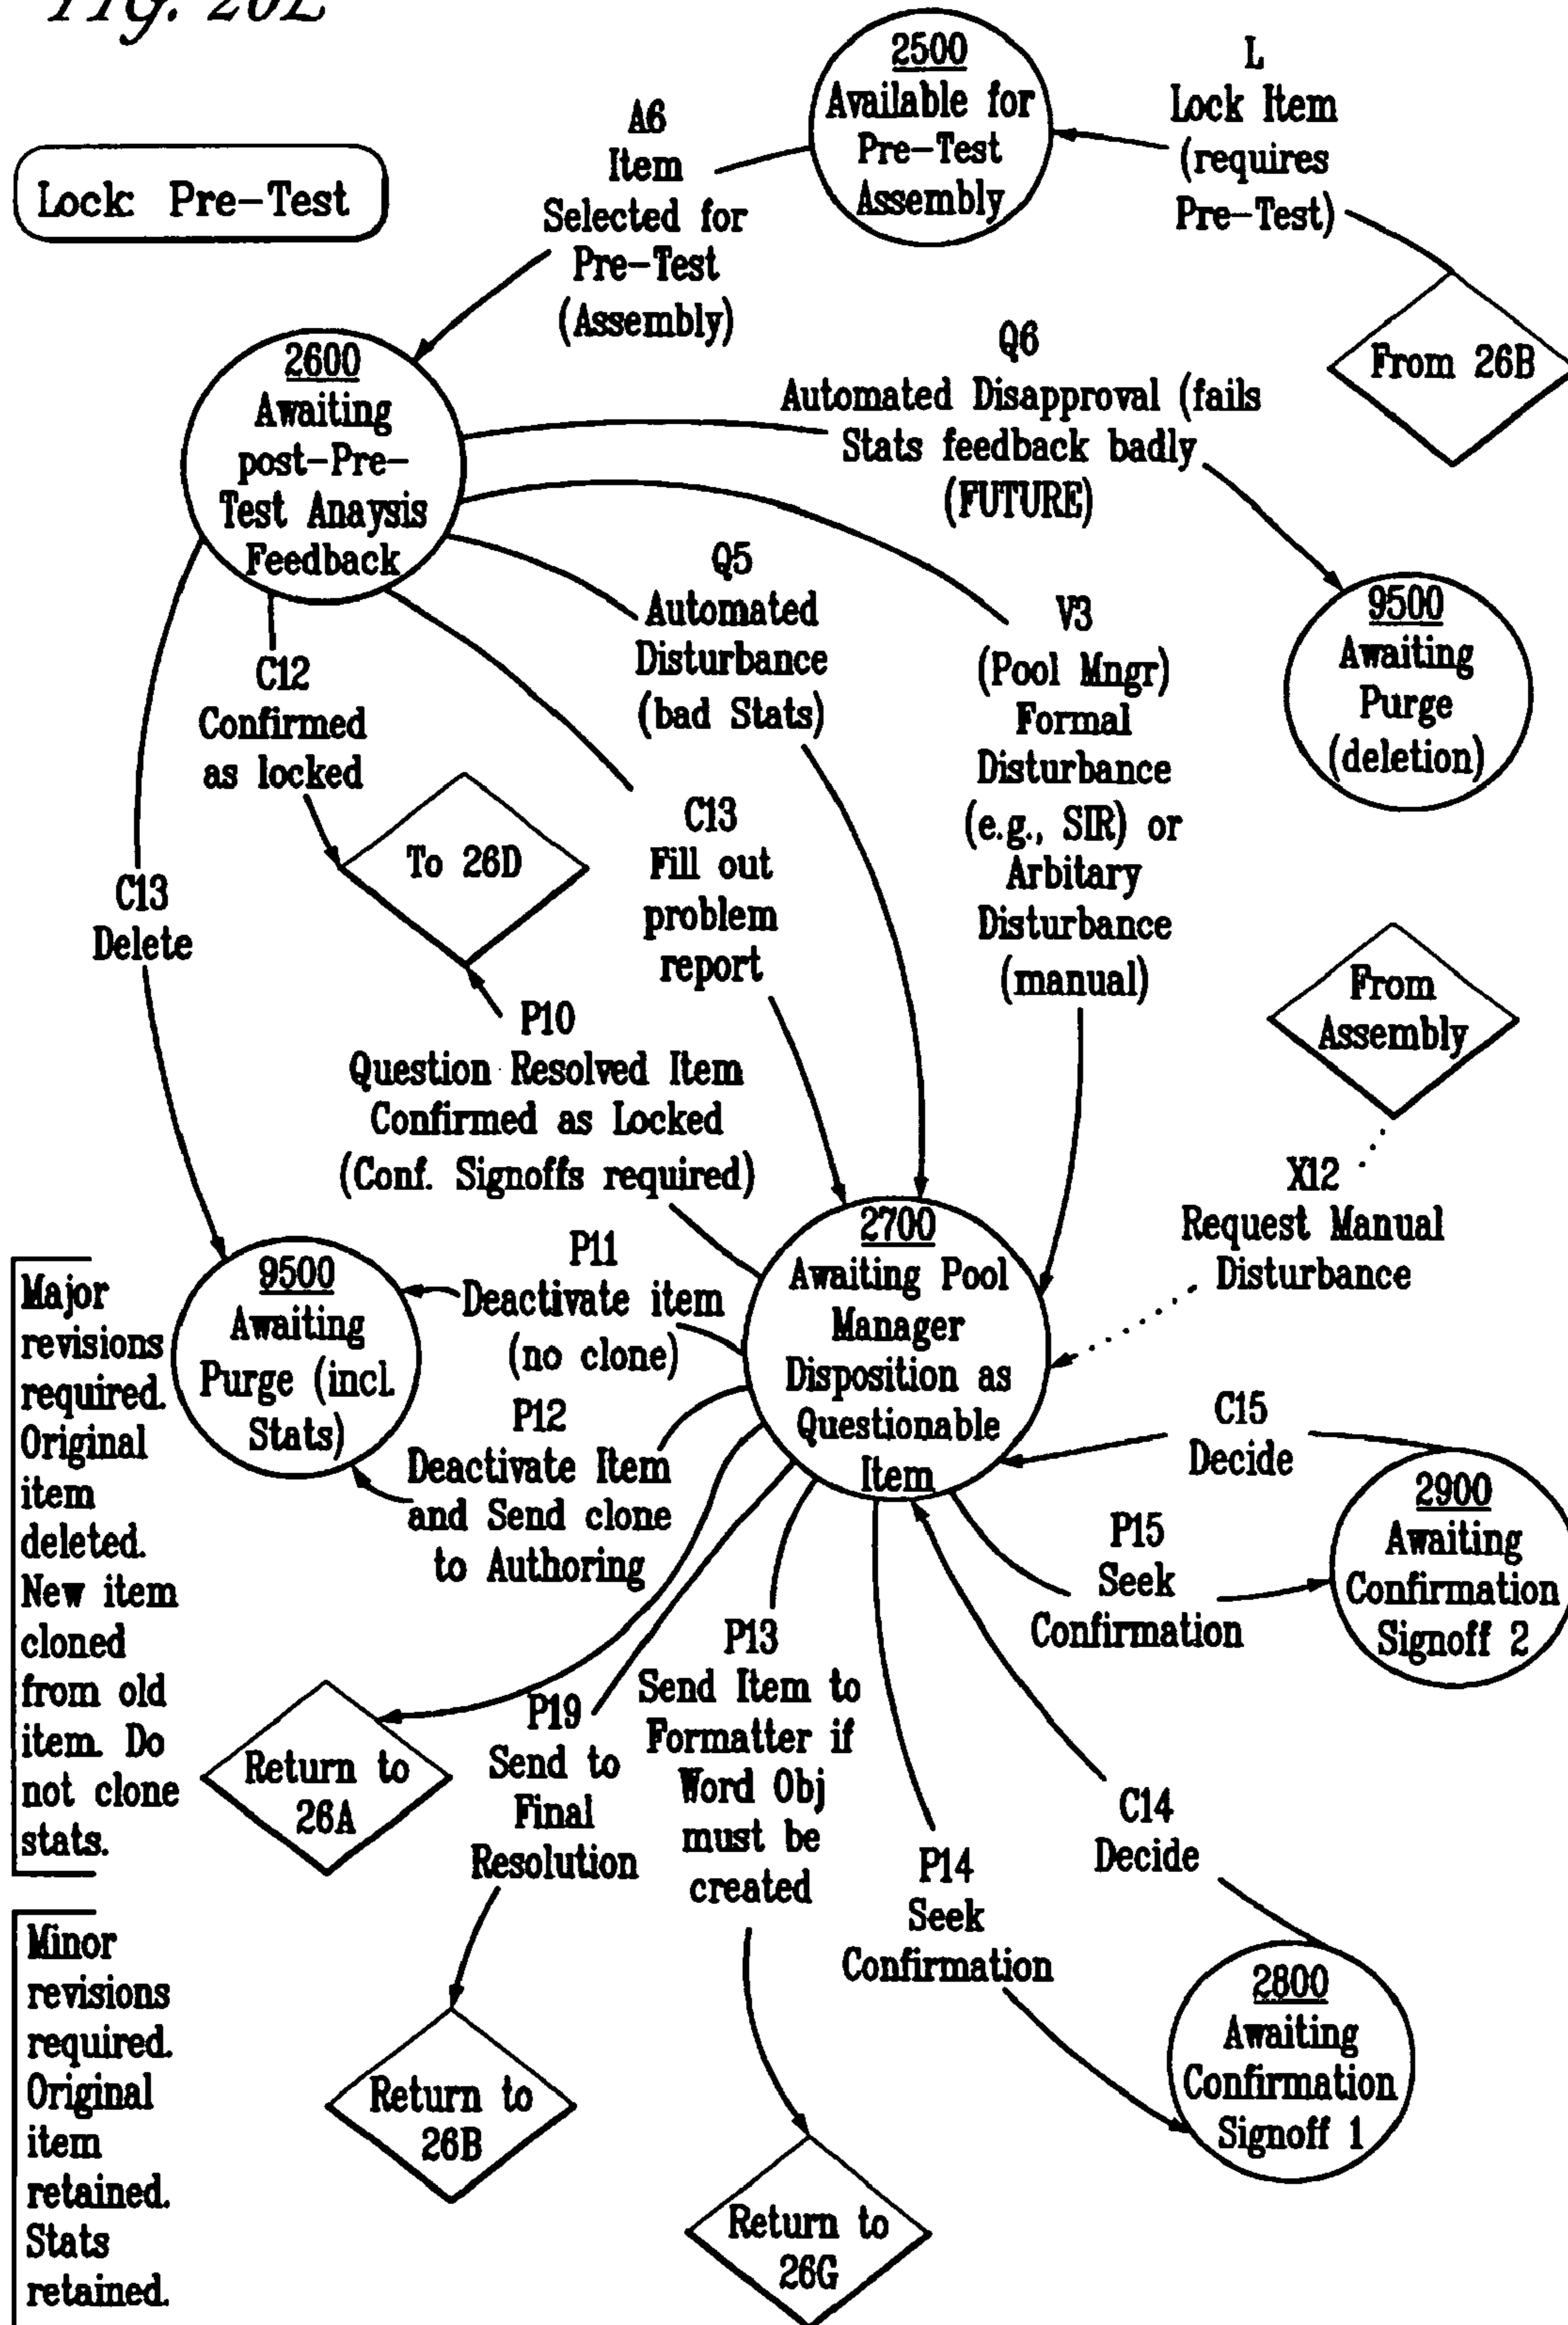 FIG. 26E
Lock Pre-Test
2500
Available for
Pre-Test
Assembly
L
Lock Item
(requires
Pre-Test)
From 26B
A6
Item
Selected for
Pre-Test
(Assembly)
2600
Awaiting
post-Pre-
Test Anaysis
Feedback
Q6
Automated Disapproval (fails
Stats feedback badly
(FUTURE)
9500
Awaiting
Purge
(deletion)
Q5
Automated
Disturbance
(bad Stats)
V3
(Pool Mngr)
Formal
Disturbance
(e.g., SIR) or
Arbitary
Disturbance
(manual)
C12
Confirmed
as locked
To 26D
C13
Fill out
problem
report
C13
Delete
From
Assembly
P10
Question Resolved Item
Confirmed as Locked
(Conf. Signoffs required)
X12
Request Manual
Disturbance
2700
Awaiting Pool
Manager
Disposition as
Questionable
Item
P11
Deactivate item
(no clone)
9500
Awaiting
Purge (incl.
Stats)
P12
Deactivate Item
and Send clone
to Authoring
C15
Decide
2900
Awaiting
Confirmation
Signoff 2
P15
Seek
Confirmation
Major
revisions
required.
Original
item
deleted.
New item
cloned
from old
item. Do
not clone
stats.
Return to
26A
P19
Send to
Final
Resolution
P13
Send Item to
Formatter if
Word Obj
must be
created
P14
Seek
Confirmation
C14
Decide
2800
Awaiting
Confirmation
Signoff 1
Minor
revisions
required.
Original
item
retained.
Stats
retained.
Return to
26B
Return to
26G